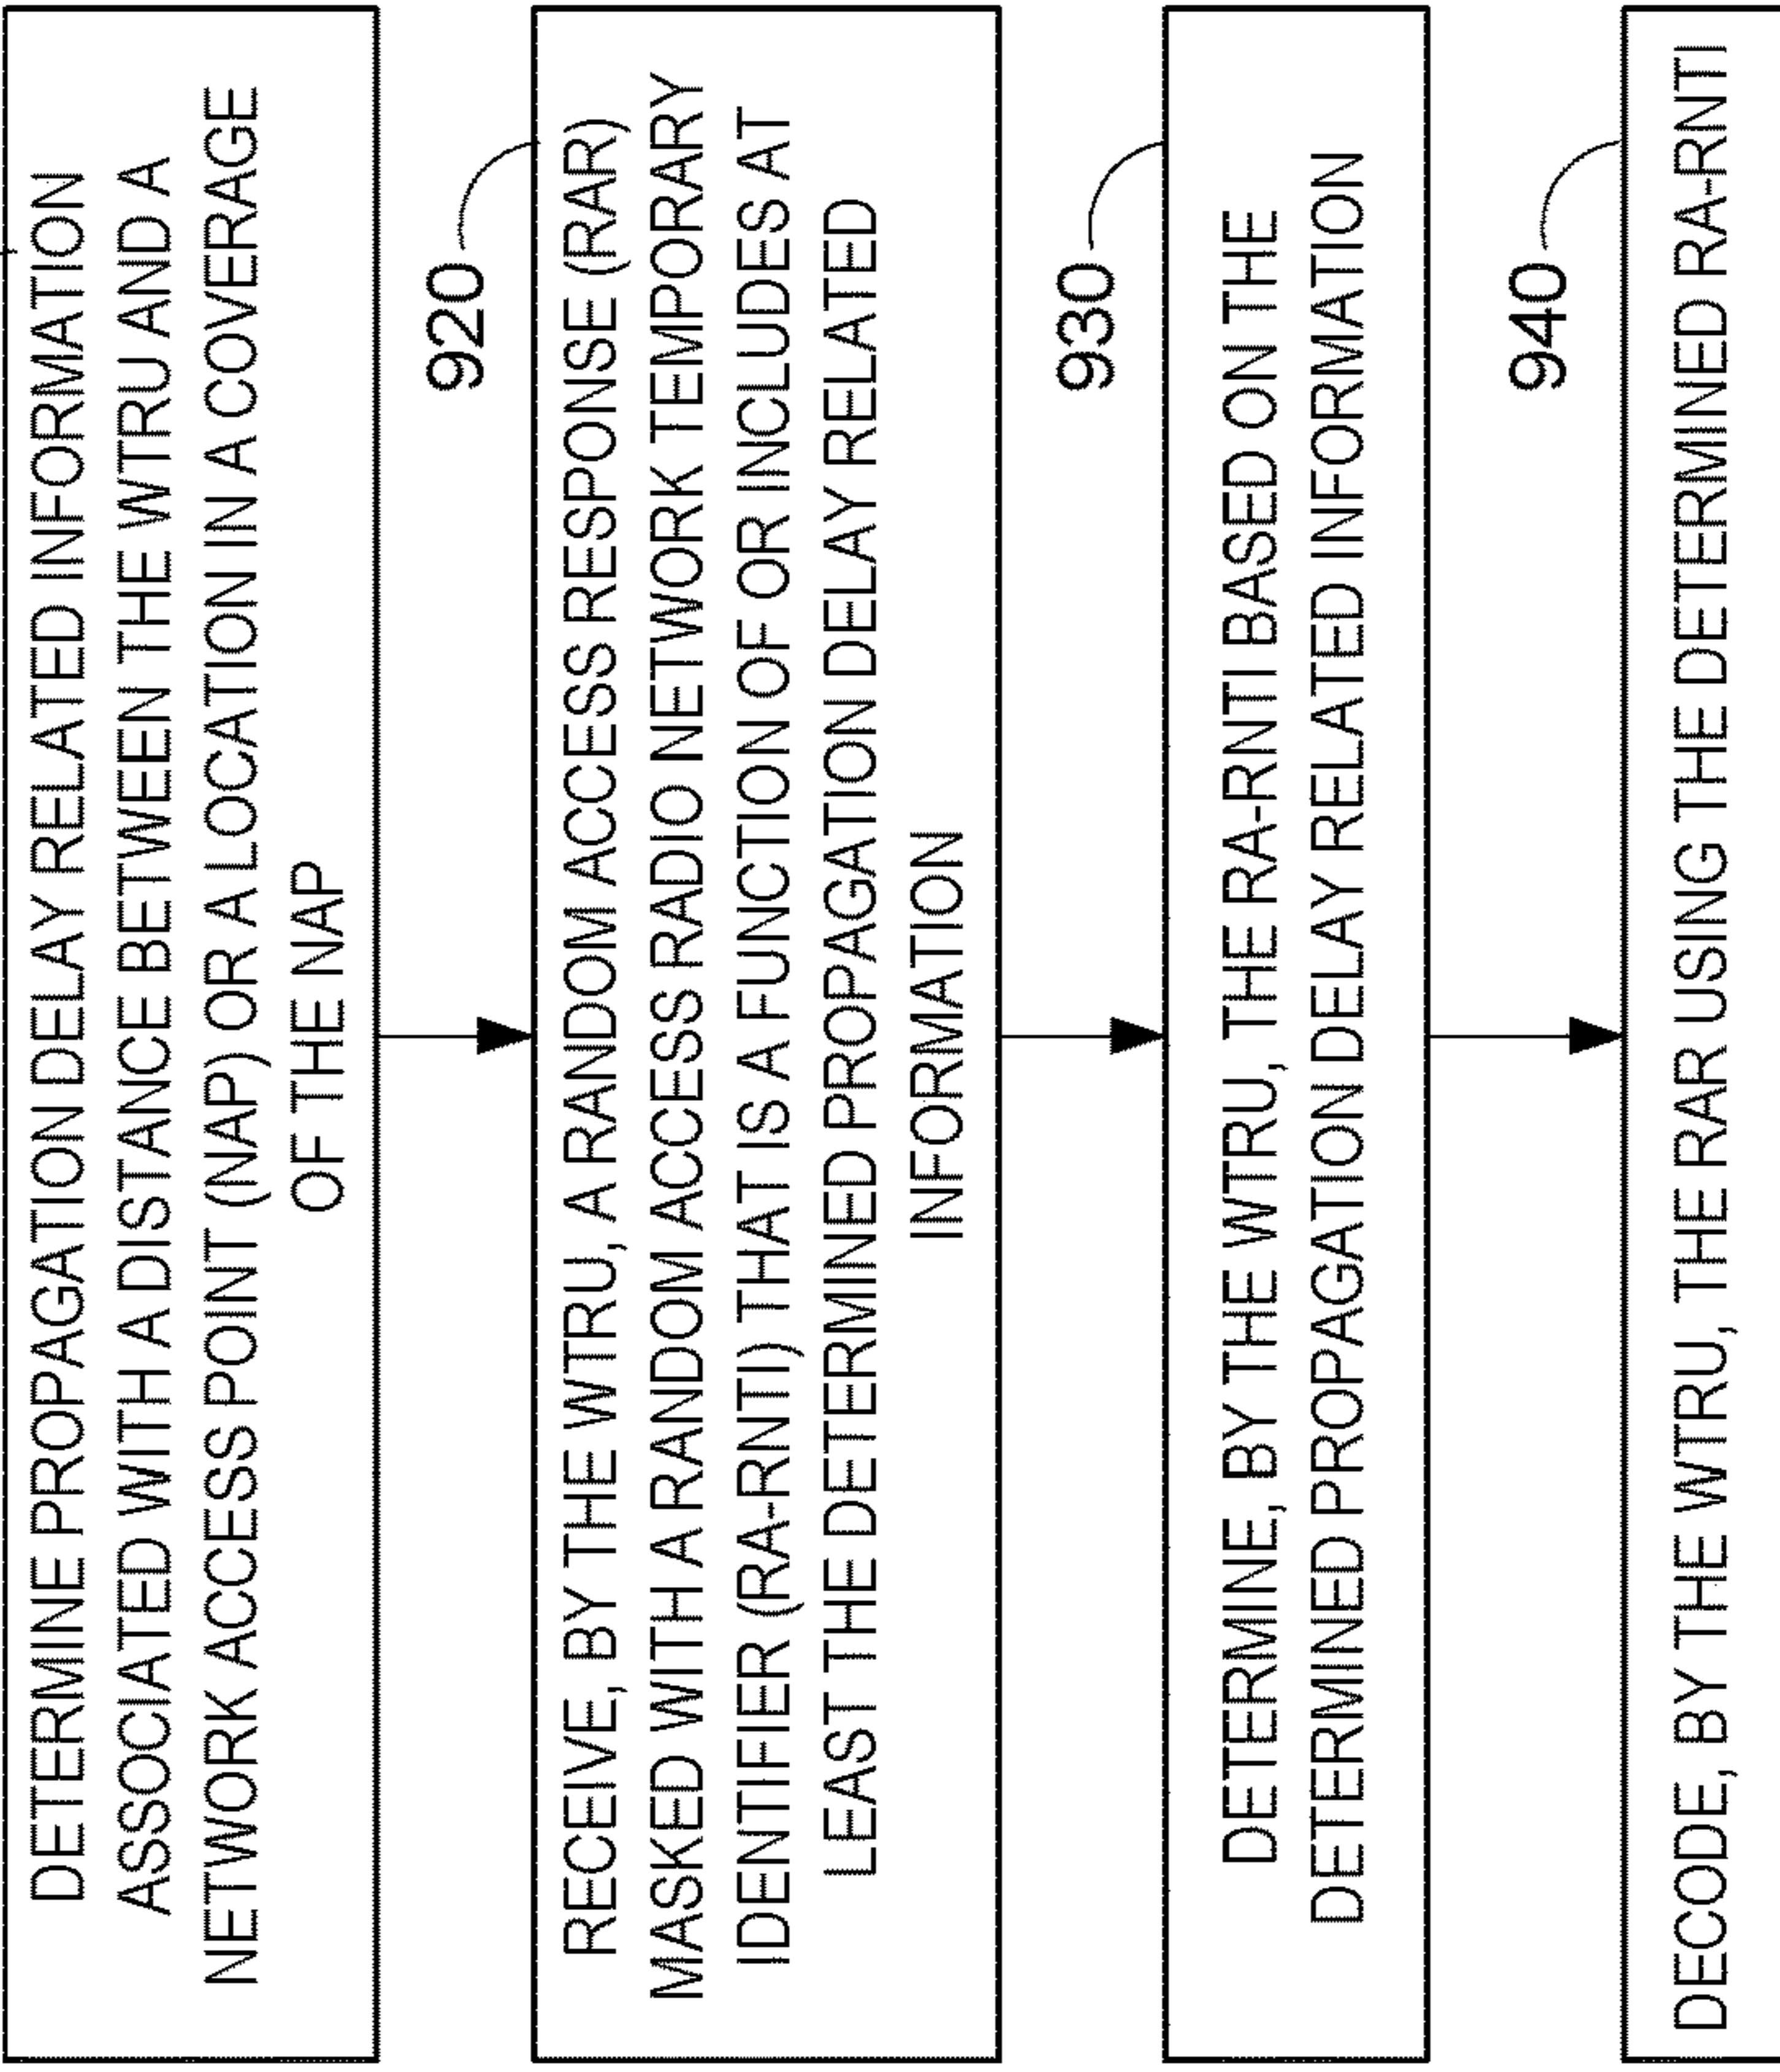 DETERMINE PROPAGATION DELAY RELATED INFORMATION
ASSOCIATED WITH A DISTANCE BETWEEN THE WTRU AND A
NETWORK ACCESS POINT (NAP) OR A LOCATION IN A COVERAGE
OF THE NAP
920
RECEIVE, BY THE WTRU, A RANDOM ACCESS RESPONSE (RAR)
MASKED WITH A RANDOM ACCESS RADIO NETWORK TEMPORARY
IDENTIFIER (RA-RNTI) THAT IS A FUNCTION OF OR INCLUDES AT
LEAST THE DETERMINED PROPAGATION DELAY RELATED
INFORMATION
930
DETERMINE, BY THE WTRU, THE RA-RNTI BASED ON THE
DETERMINED PROPAGATION DELAY RELATED INFORMATION
940
DECODE, BY THE WTRU, THE RAR USING THE DETERMINED RA-RNTI